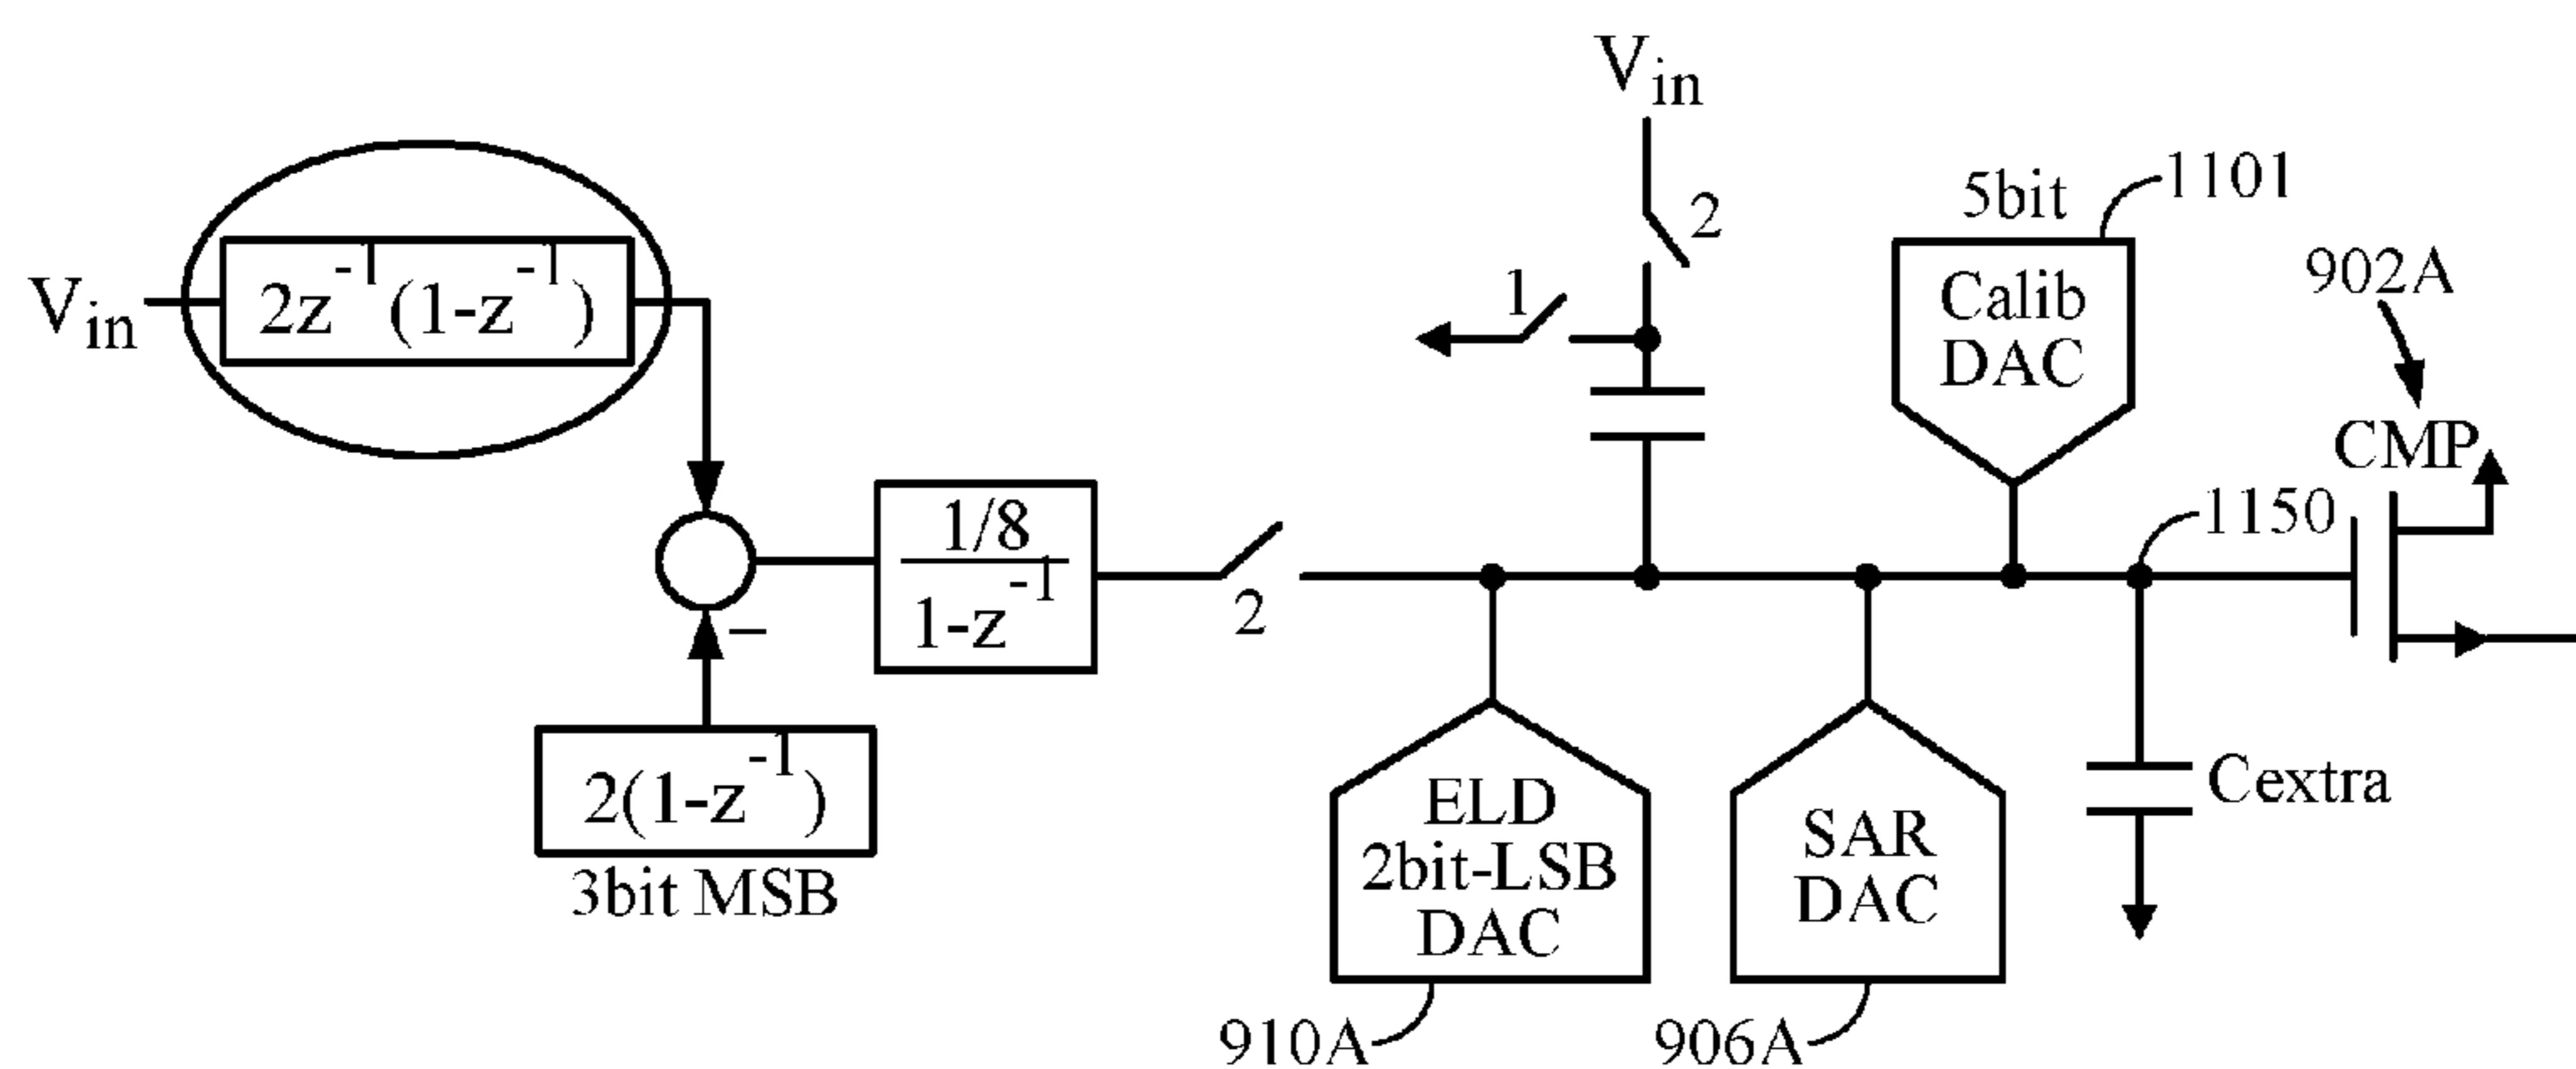 V_in
2z^-1(1-z^-1)
–
2(1-z^-1)
3bit MSB
1/8
1-z^-1
2
V_in
2
1
5bit
1101
Calib
DAC
902A
CMP
1150
ELD
2bit-LSB
DAC
910A
SAR
DAC
906A
Cextra